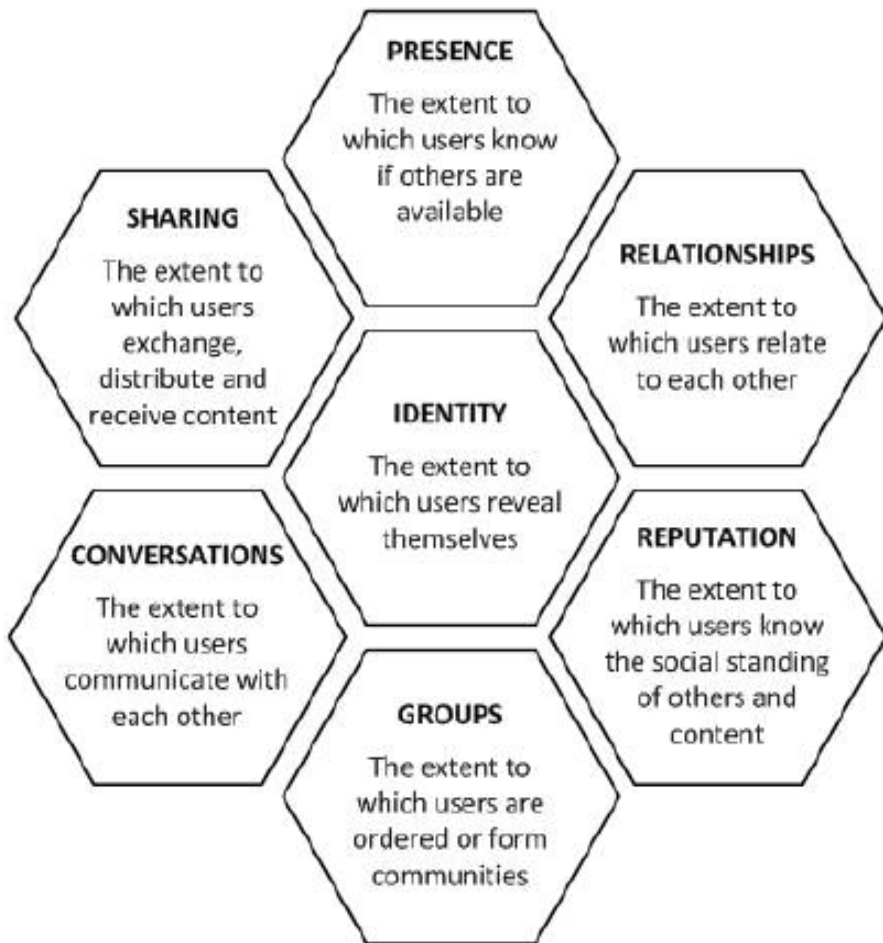 PRESENCE
The extent to
which users know
if others are
available
SHARING
The extent to
which users
exchange,
distribute and
receive content
RELATIONSHIPS
The extent to
which users relate
to each other
IDENTITY
The extent to
which users reveal
themselves
CONVERSATIONS
The extent to
which users
communicate with
each other
REPUTATION
The extent to
which users know
the social standing
of others and
content
GROUPS
The extent to
which users are
ordered or form
communities